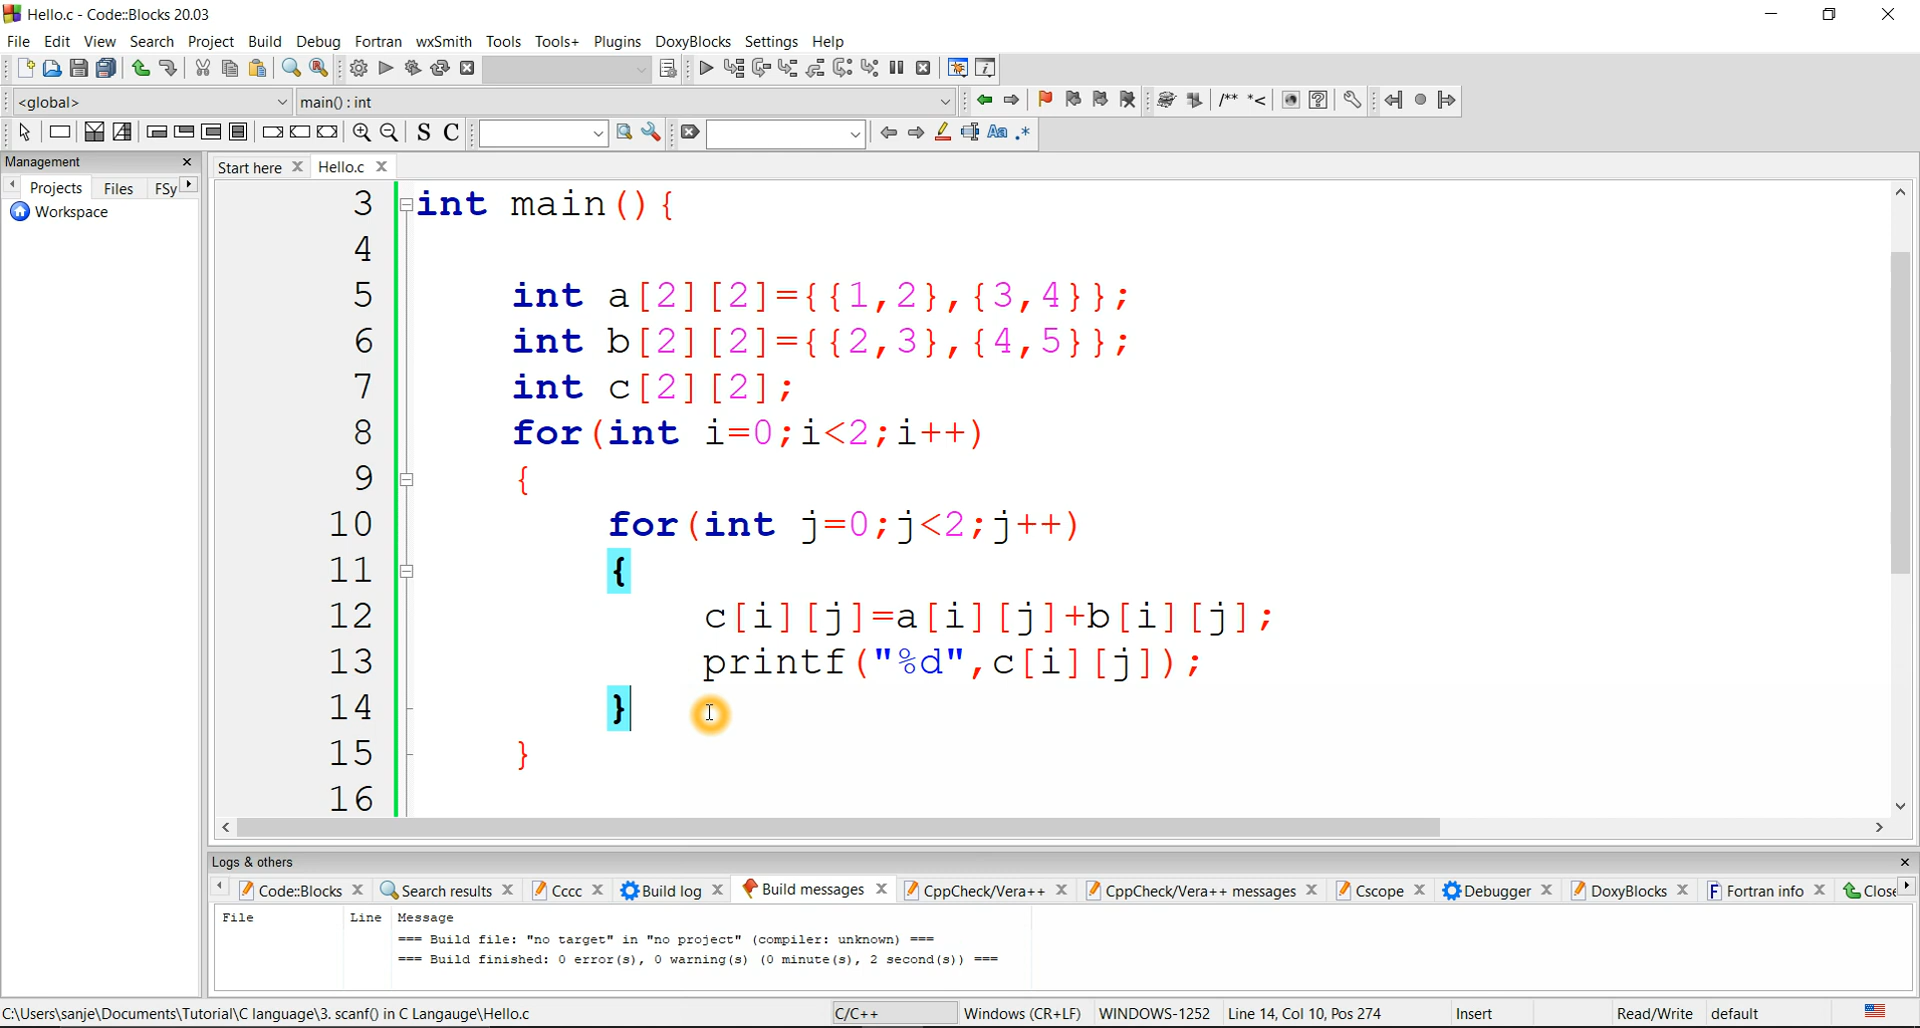 Hello.c - Code::Blocks 20.03
File Edit View Search Project Build Debug Fortran wxSmith Tools Tools+ Plugins DoxyBlocks Settings Help
<global> main() : int /** *<
S C Aa .*
Management
Start here Hello.c
Projects Files FSy
Workspace
3 int main(){
4
5 int a[2][2]={{1,2},{3,4}};
6 int b[2][2]={{2,3},{4,5}};
7 int c[2][2];
8 for(int i=0;i<2;i++)
9 {
10 for(int j=0;j<2;j++)
11 {
12 c[i][j]=a[i][j]+b[i][j];
13 printf("%d",c[i][j]);
14 }
15 }
16
Logs & others
Code::Blocks Search results Cccc Build log Build messages CppCheck/Vera++ CppCheck/Vera++ messages Cscope Debugger DoxyBlocks Fortran info Close
File Line Message
=== Build file: "no target" in "no project" (compiler: unknown) ===
=== Build finished: 0 error(s), 0 warning(s) (0 minute(s), 2 second(s)) ===
C:\Users\sanje\Documents\Tutorial\C language\3. scanf() in C Langauge\Hello.c C/C++ Windows (CR+LF) WINDOWS-1252 Line 14, Col 10, Pos 274 Insert Read/Write default